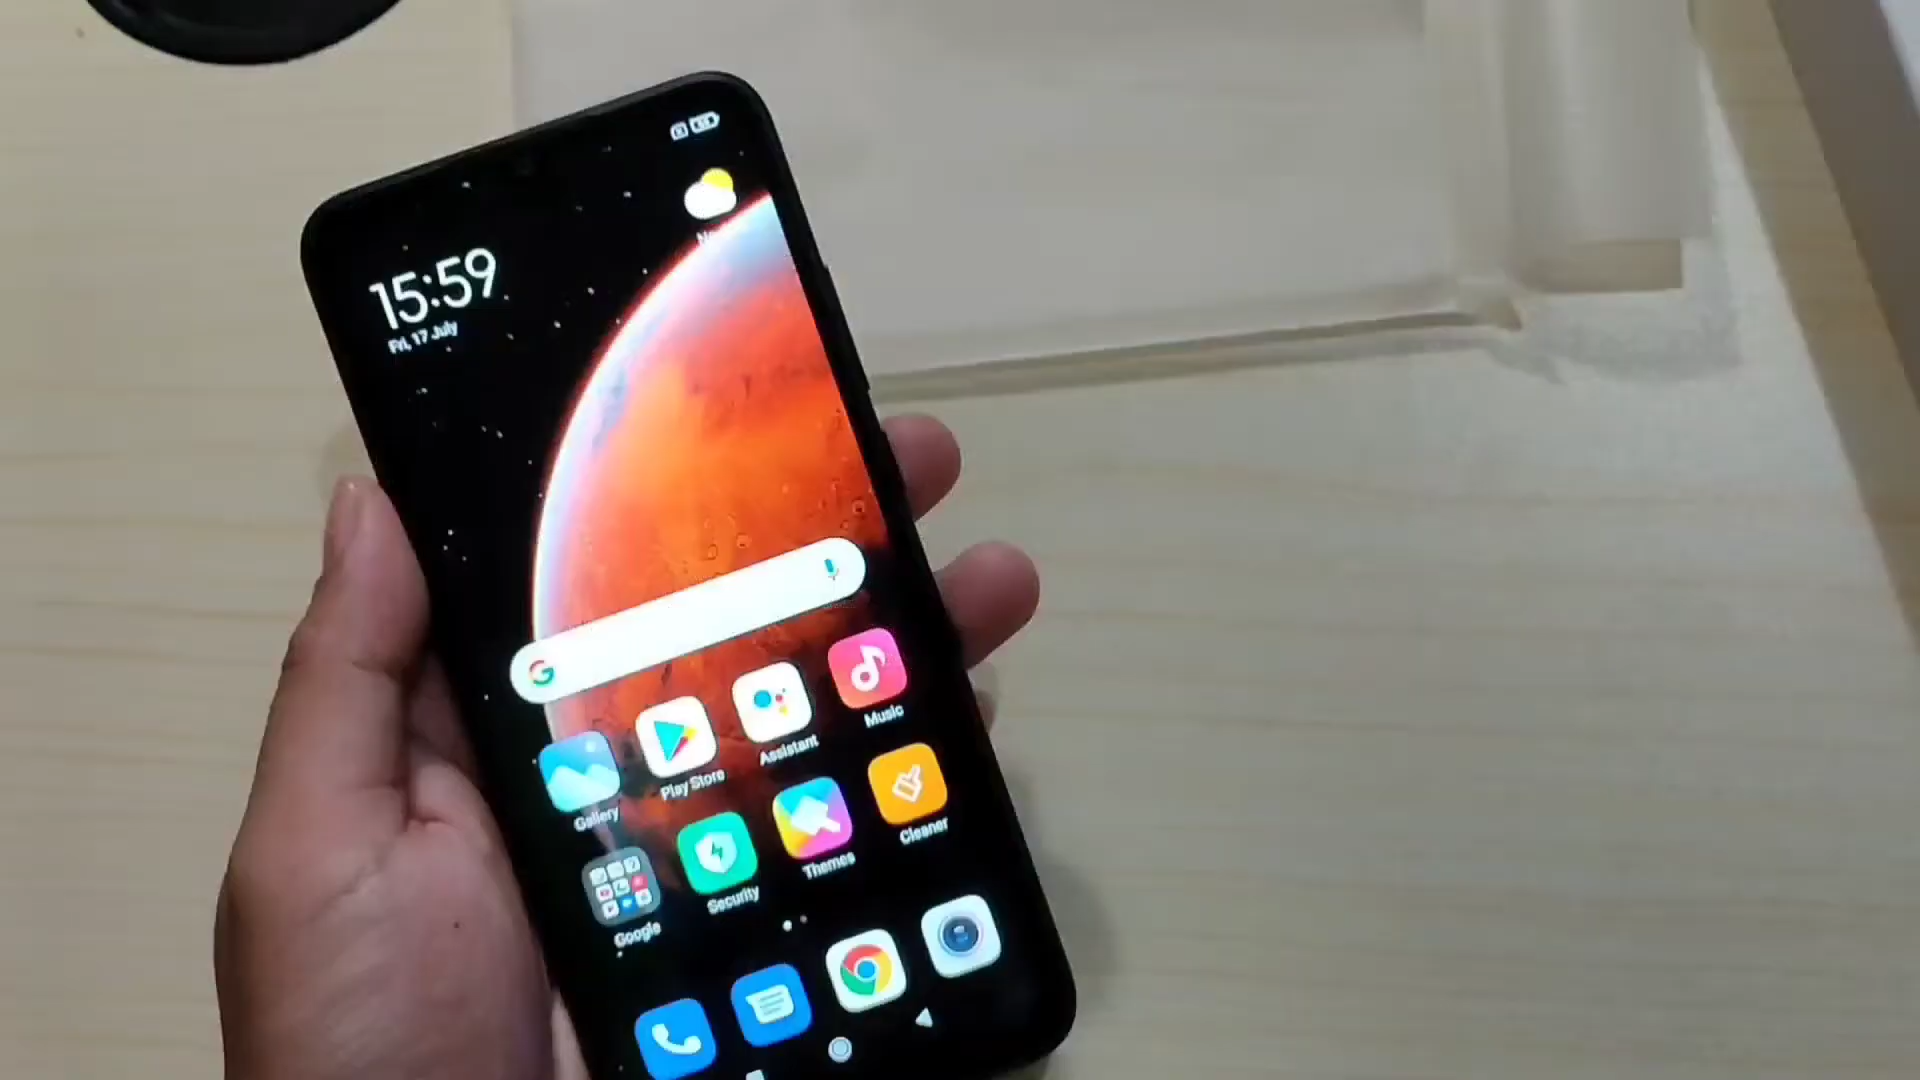 15:59
Fri, 17 July
Gallery
Play Store
Assistant
Music
Google
Security
Themes
Cleaner